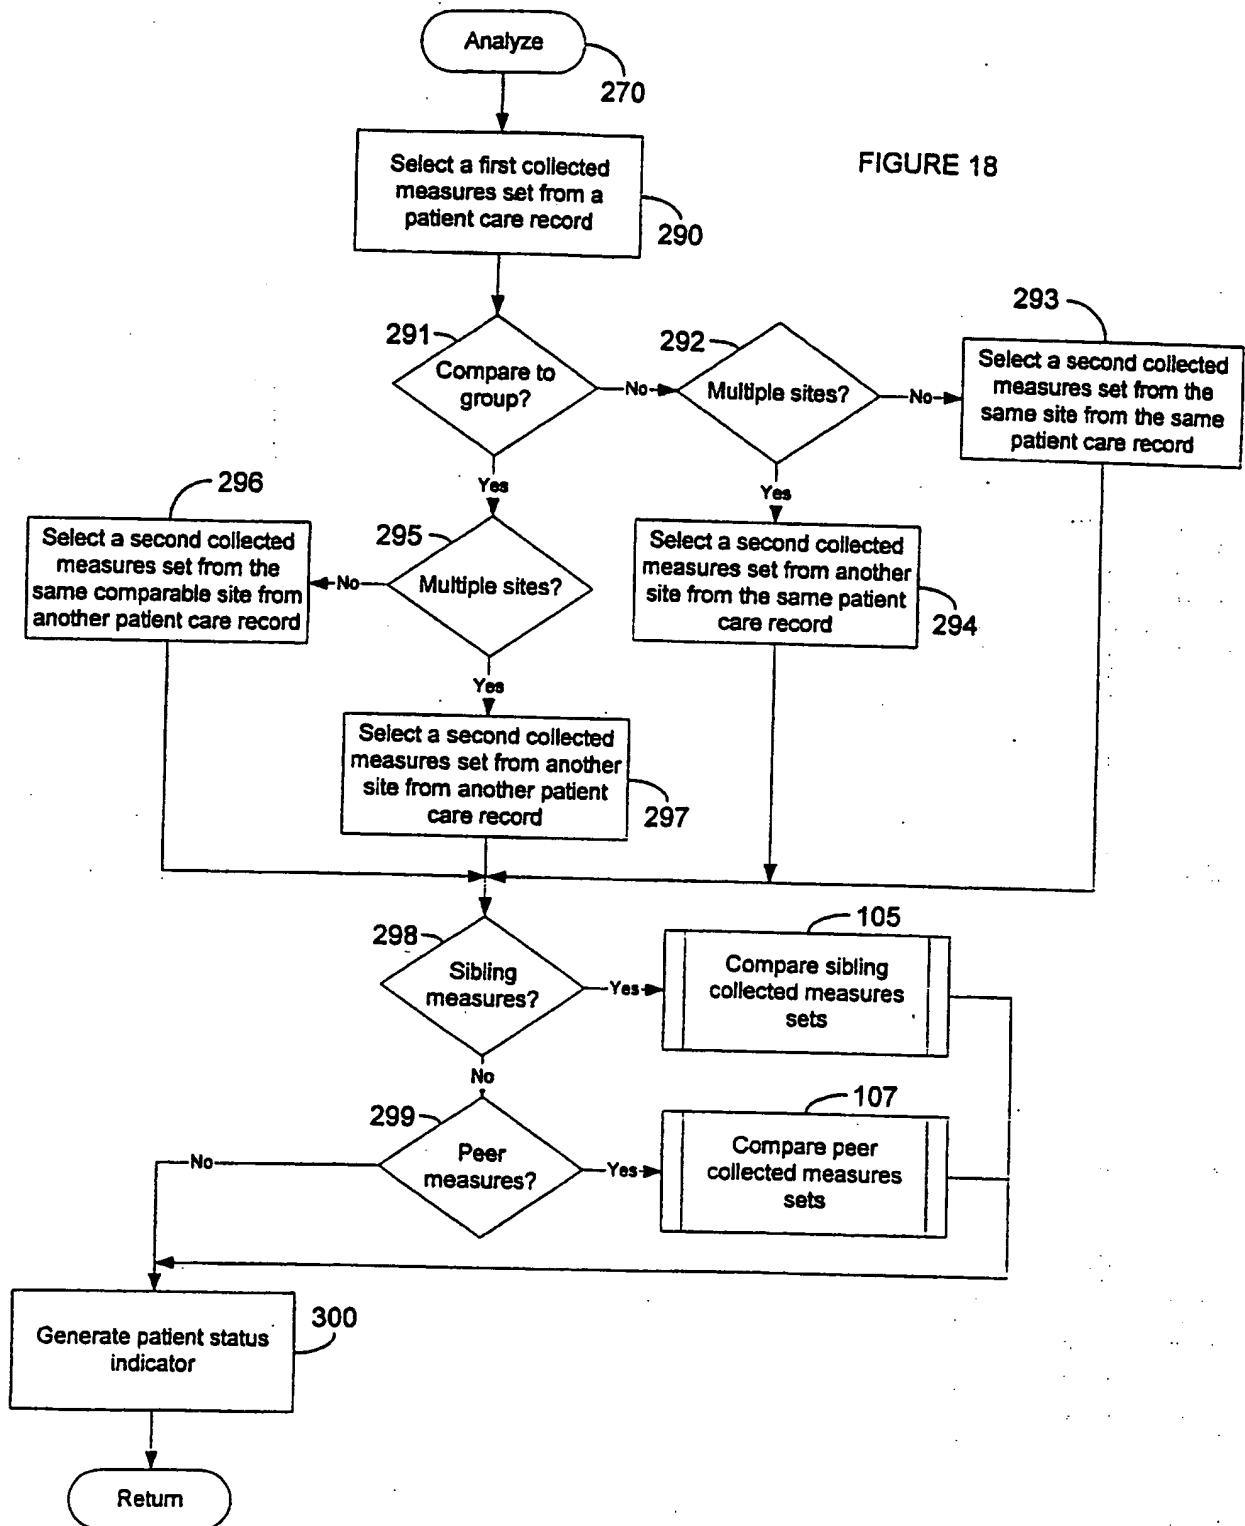 Analyze
270
FIGURE 18
Select a first collected
measures set from a
patient care record
290
291
Compare to
group?
No
292
Multiple sites?
No
293
Select a second collected
measures set from the
same site from the same
patient care record
Yes
Yes
296
Select a second collected
measures set from the
same comparable site from
another patient care record
No
295
Multiple sites?
Select a second collected
measures set from another
site from the same patient
care record
294
Yes
Select a second collected
measures set from another
site from another patient
care record
297
298
Sibling
measures?
Yes
105
Compare sibling
collected measures
sets
No
299
Peer
measures?
Yes
107
Compare peer
collected measures
sets
No
Generate patient status
indicator
300
Return